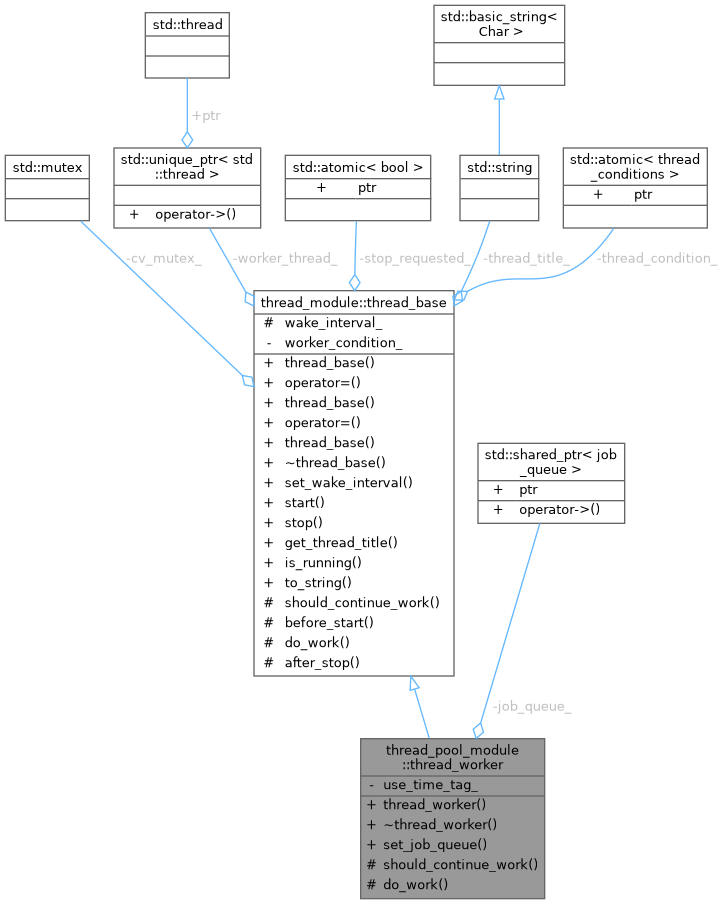 std::basic_string<
Char >
std::thread
+ptr
std::mutex
std::unique_ptr< std
::thread >
+ operator->()
std::atomic< bool >
+ ptr
std::string
std::atomic< thread
_conditions >
+ ptr
-cv_mutex_
-worker_thread_
-stop_requested_
-thread_title_
-thread_condition_
thread_module::thread_base
# wake_interval_
- worker_condition_
+ thread_base()
+ operator=()
+ thread_base()
+ operator=()
+ thread_base()
+ ~thread_base()
+ set_wake_interval()
+ start()
+ stop()
+ get_thread_title()
+ is_running()
+ to_string()
# should_continue_work()
# before_start()
# do_work()
# after_stop()
std::shared_ptr< job
_queue >
+ ptr
+ operator->()
-job_queue_
thread_pool_module
::thread_worker
- use_time_tag_
+ thread_worker()
+ ~thread_worker()
+ set_job_queue()
# should_continue_work()
# do_work()